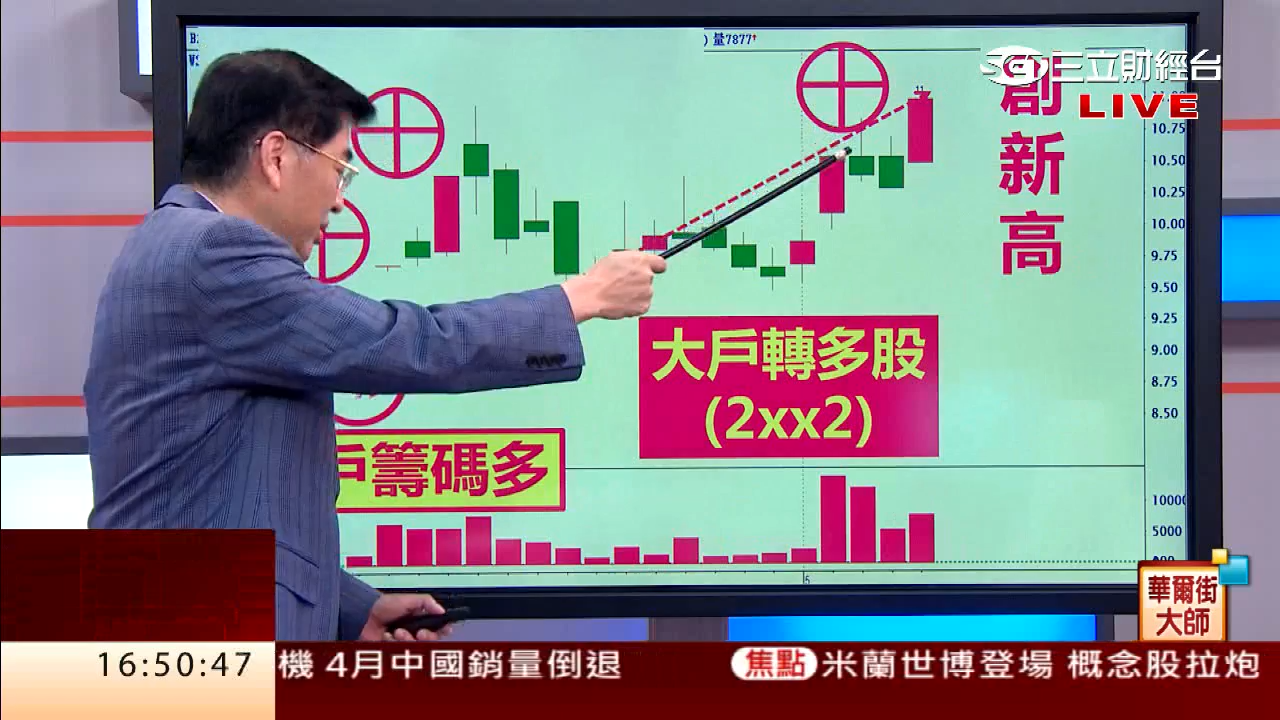 )量7877↑
三立財經台
LIVE
創新高
11
10.75
10.50
10.25
10.00
9.75
9.50
9.25
9.00
8.75
8.50
大戶轉多股
(2xx2)
戶籌碼多
10000
5000
5
華爾街
大師
16:50:47
機 4月中國銷量倒退
焦點 米蘭世博登場 概念股拉炮